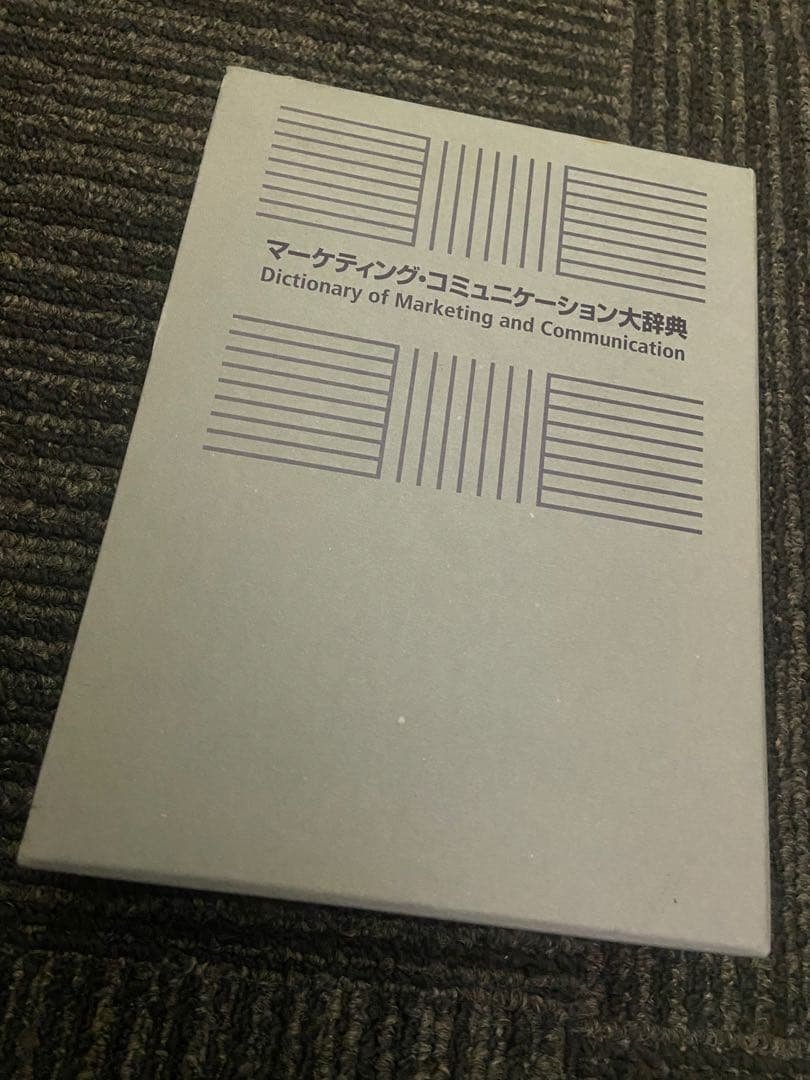 マーケティング・コミュニケーション大辞典
Dictionary of Marketing and Communication